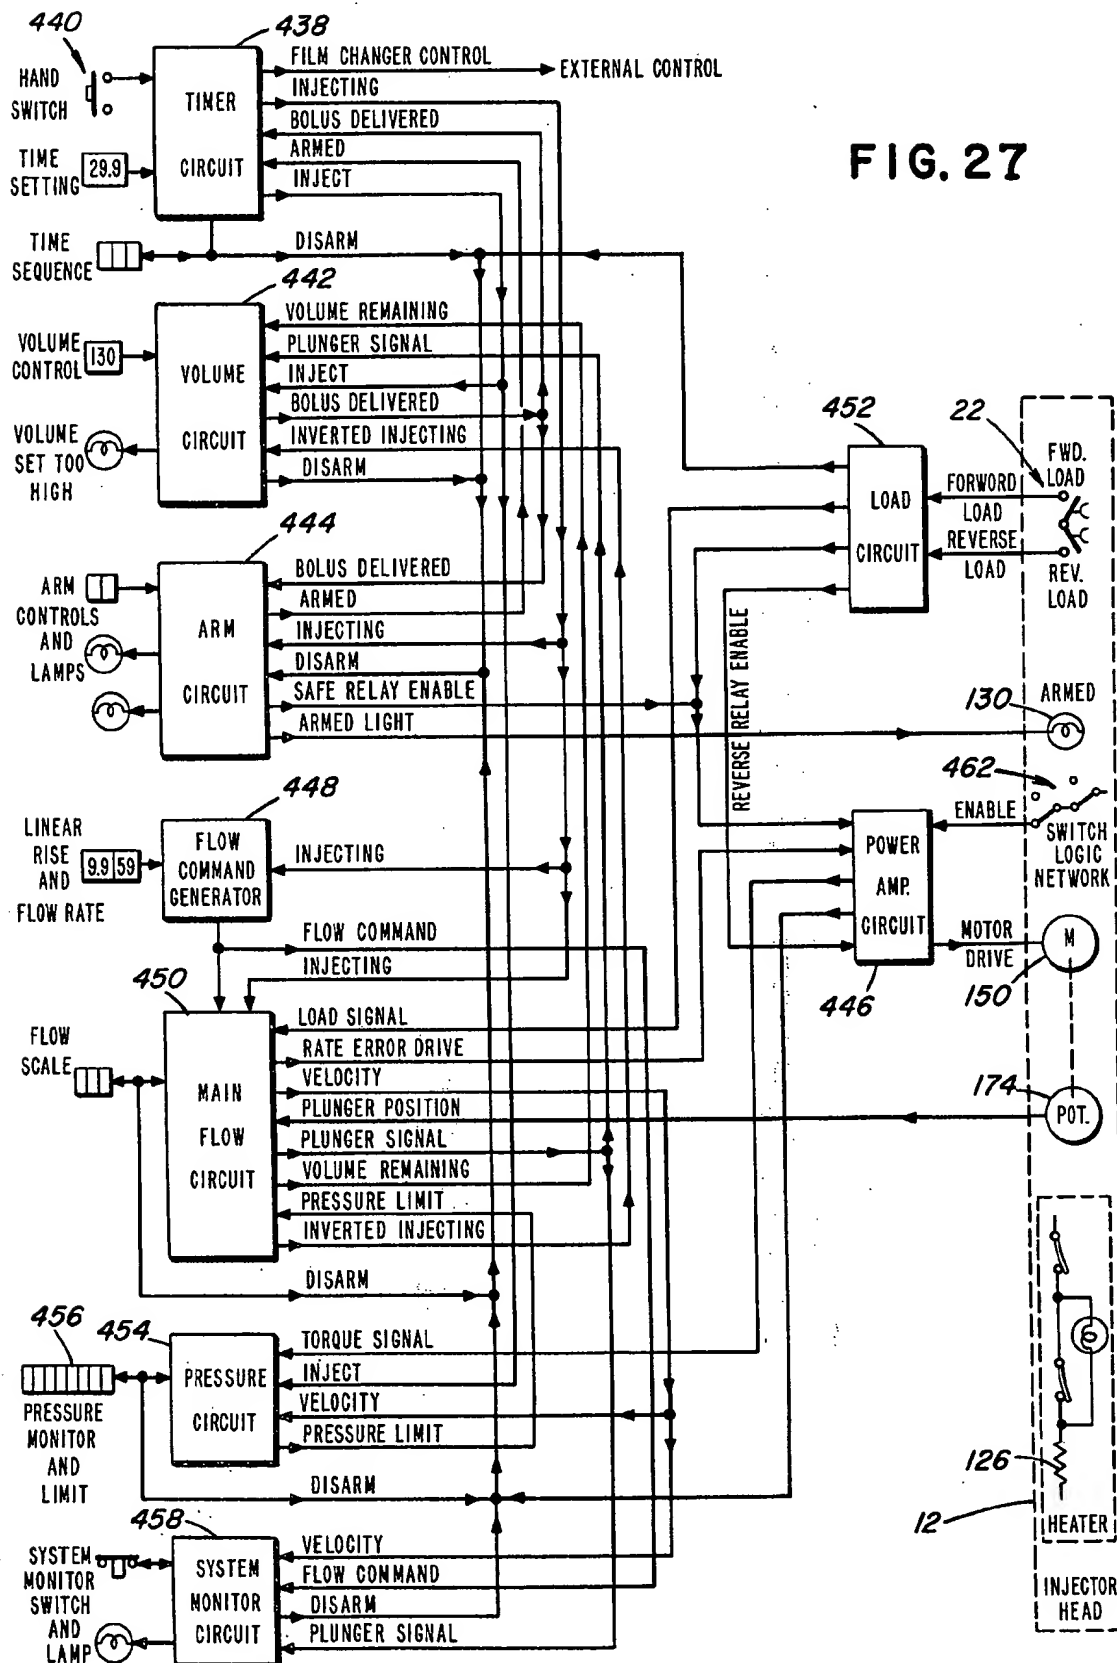 FIG. 27
440
HAND
SWITCH
438
TIMER
CIRCUIT
FILM CHANGER CONTROL
EXTERNAL CONTROL
INJECTING
BOLUS DELIVERED
ARMED
INJECT
TIME
SETTING
29.9
TIME
SEQUENCE
DISARM
442
VOLUME
CONTROL
130
VOLUME
CIRCUIT
VOLUME REMAINING
PLUNGER SIGNAL
INJECT
BOLUS DELIVERED
INVERTED INJECTING
DISARM
VOLUME
SET TOO
HIGH
444
ARM
CONTROLS
AND
LAMPS
ARM
CIRCUIT
BOLUS DELIVERED
ARMED
INJECTING
DISARM
SAFE RELAY ENABLE
ARMED LIGHT
452
LOAD
CIRCUIT
22
FWD.
LOAD
FORWORD
LOAD
REVERSE
LOAD
REV.
LOAD
REVERSE RELAY ENABLE
130
ARMED
462
ENABLE
SWITCH
LOGIC
NETWORK
POWER
AMP.
CIRCUIT
446
MOTOR
DRIVE
M
150
448
LINEAR
RISE
AND
FLOW RATE
9.9 59
FLOW
COMMAND
GENERATOR
INJECTING
FLOW COMMAND
INJECTING
450
FLOW
SCALE
MAIN
FLOW
CIRCUIT
LOAD SIGNAL
RATE ERROR DRIVE
VELOCITY
PLUNGER POSITION
PLUNGER SIGNAL
VOLUME REMAINING
PRESSURE LIMIT
INVERTED INJECTING
174
POT.
DISARM
456
454
PRESSURE
CIRCUIT
PRESSURE
MONITOR
AND
LIMIT
TORQUE SIGNAL
INJECT
VELOCITY
PRESSURE LIMIT
DISARM
126
HEATER
12
INJECTOR
HEAD
458
SYSTEM
MONITOR
SWITCH
AND
LAMP
SYSTEM
MONITOR
CIRCUIT
VELOCITY
FLOW COMMAND
DISARM
PLUNGER SIGNAL